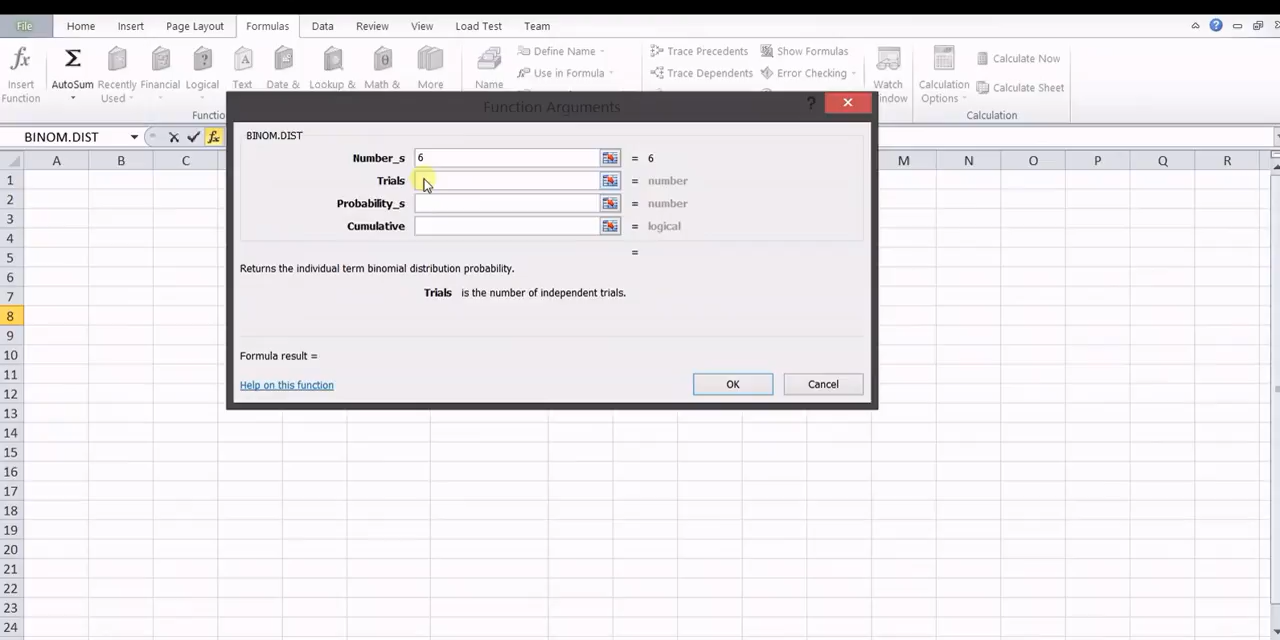 File Home Insert Page Layout Formulas Data Review View Load Test Team
fx Σ ? A θ Define Name Trace Precedents Show Formulas
Insert AutoSum Recently Financial Logical Text Date & Lookup & Math & More Name Use in Formula Trace Dependents Error Checking Watch Calculation Calculate Now
Function Used Window Options Calculate Sheet
Calculation
Function Arguments ?
BINOM.DIST fx
BINOM.DIST
A B C M N O P Q R
Number_s 6 = 6
Trials = number
Probability_s = number
Cumulative = logical
=
Returns the individual term binomial distribution probability.
Trials is the number of independent trials.
Formula result =
Help on this function OK Cancel
1
2
3
4
5
6
7
8
9
10
11
12
13
14
15
16
17
18
19
20
21
22
23
24